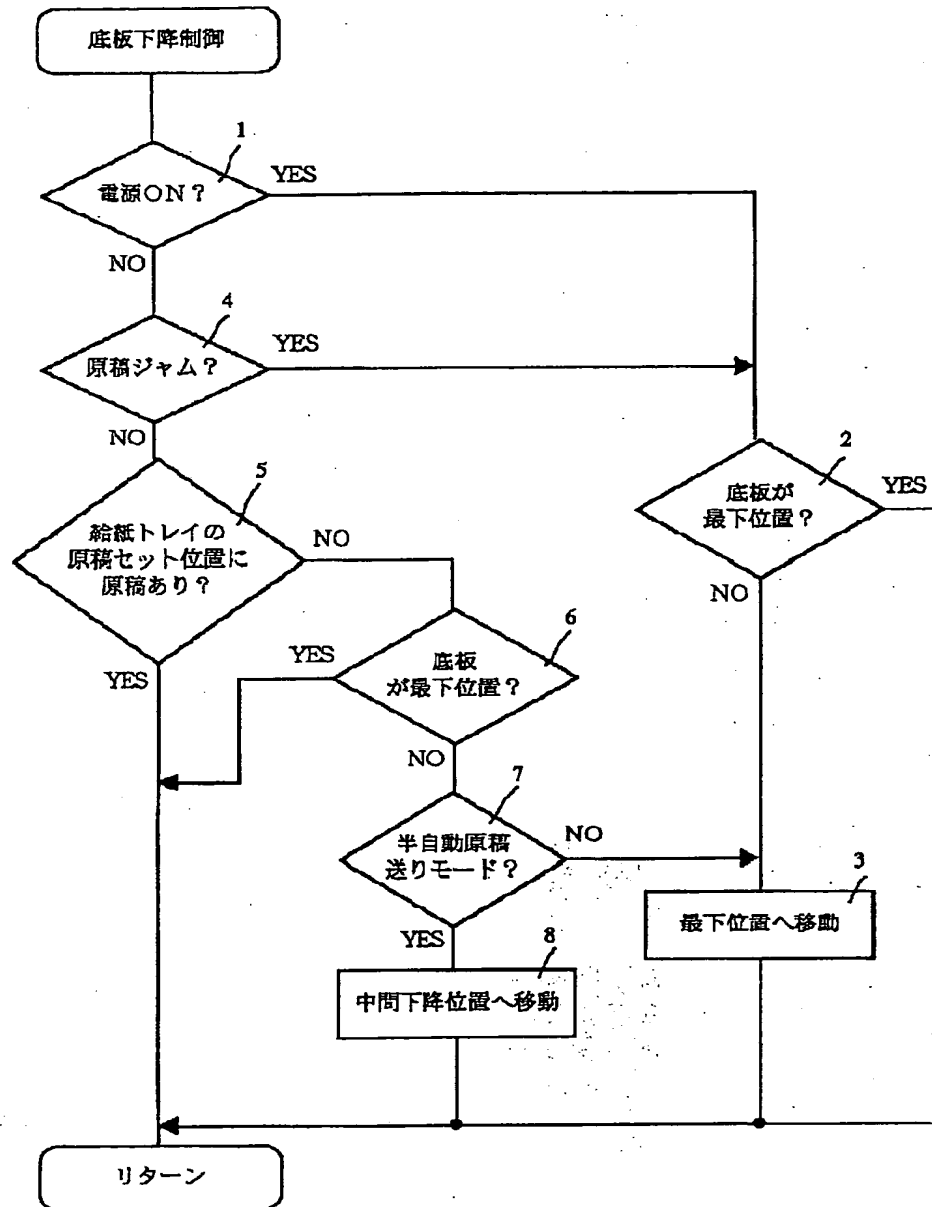 底板下降制御
1
電源ON?
YES
NO
4
原稿ジャム?
YES
NO
2
底板が
最下位置?
YES
NO
5
給紙トレイの
原稿セット位置に
原稿あり?
NO
YES
6
底板
が最下位置?
YES
NO
7
半自動原稿
送りモード?
NO
YES
3
最下位置へ移動
8
中間下降位置へ移動
リターン